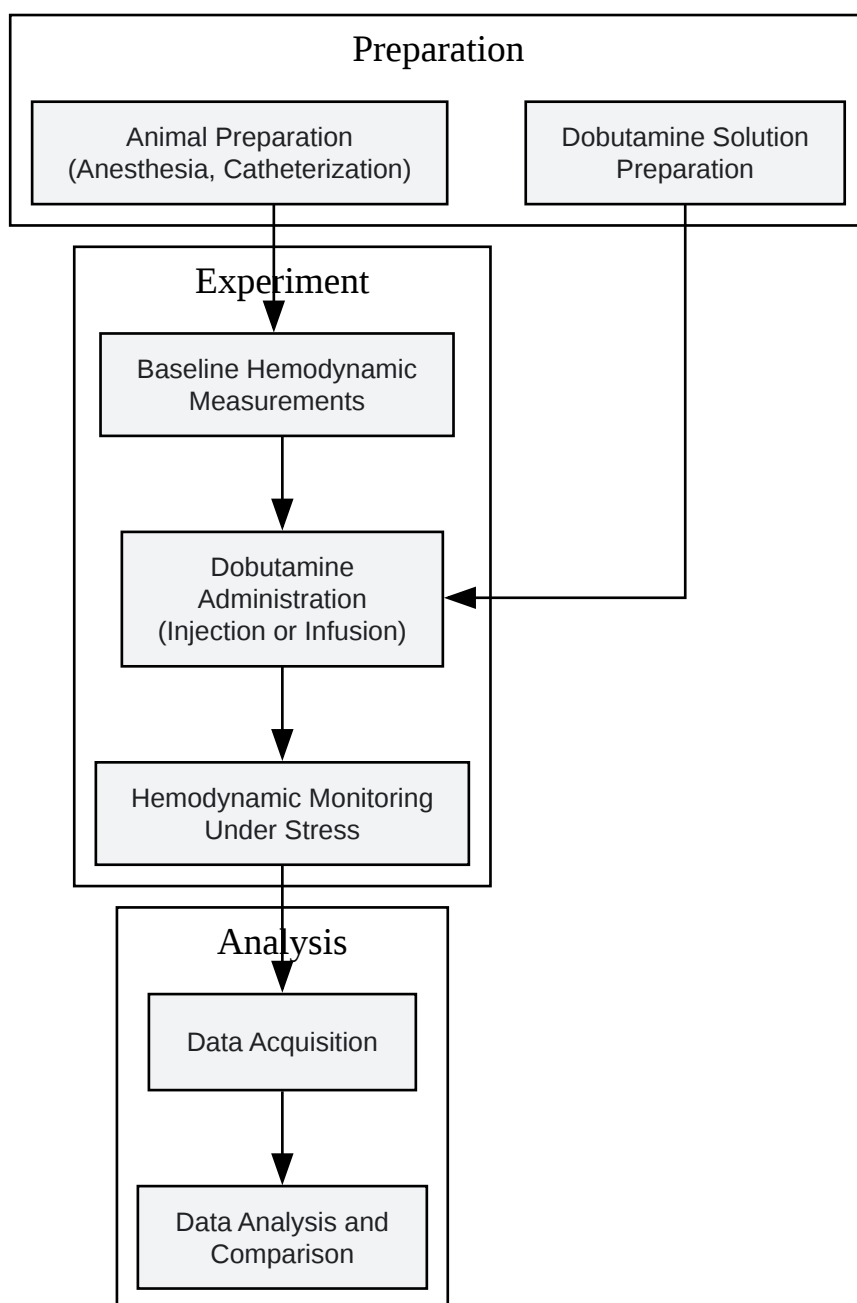 Preparation
Animal Preparation
(Anesthesia, Catheterization)
Dobutamine Solution
Preparation
Experiment
Baseline Hemodynamic
Measurements
Dobutamine
Administration
(Injection or Infusion)
Hemodynamic Monitoring
Under Stress
Analysis
Data Acquisition
Data Analysis and
Comparison